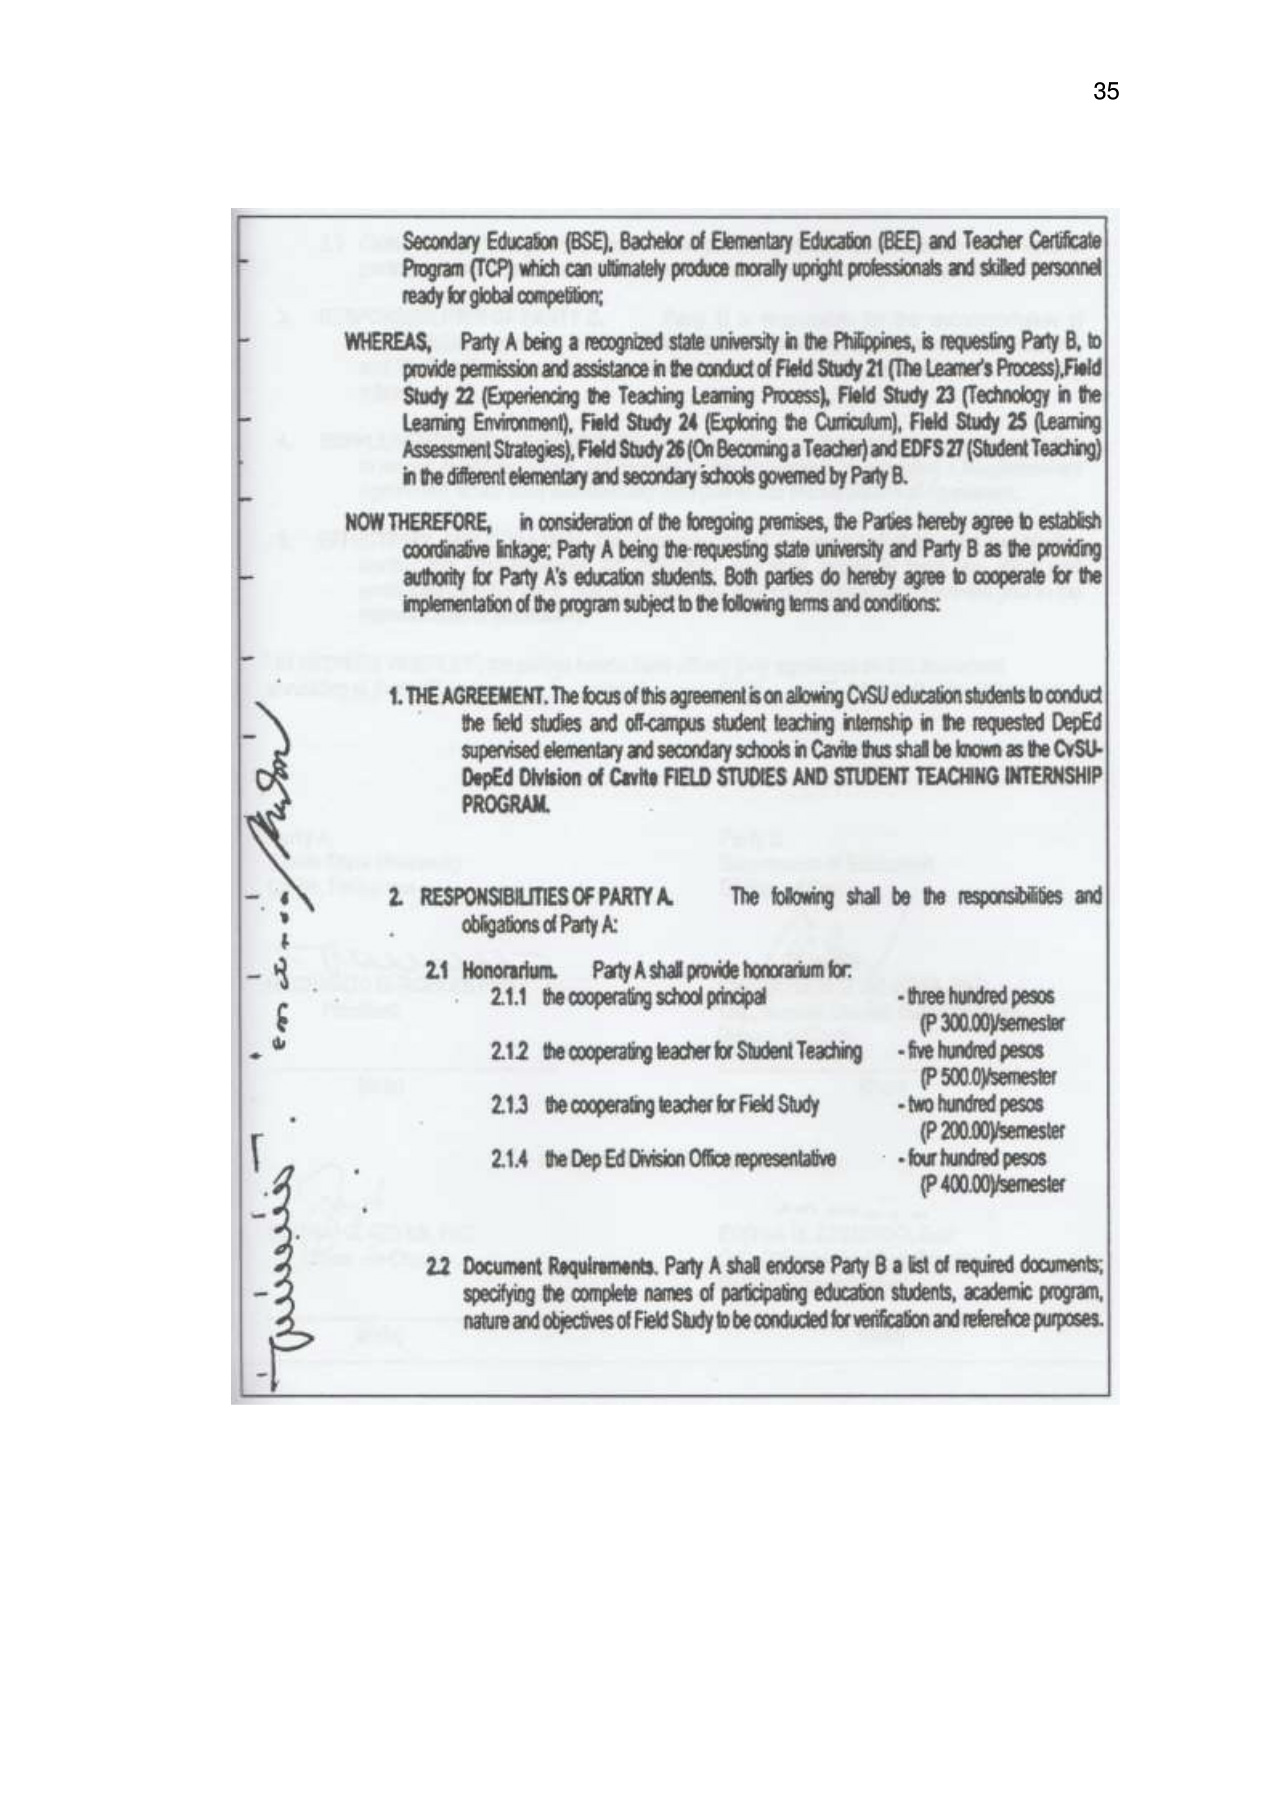 35
Secondary Education (BSE), Bachelor of Elementary Education (BEE) and Teacher Certificate
Program (TCP) which can ultimately produce morally upright professionals and skilled personnel
ready for global competition;
WHEREAS, Party A being a recognized state university in the Philippines, is requesting Party B, to
provide permission and assistance in the conduct of Field Study 21 (The Learner's Process),Field
Study 22 (Experiencing the Teaching Learning Process), Field Study 23 (Technology in the
Learning Environment), Field Study 24 (Exploring the Curriculum), Field Study 25 (Learning
Assessment Strategies), Field Study 26 (On Becoming a Teacher) and EDFS 27 (Student Teaching)
in the different elementary and secondary schools governed by Party B.
NOW THEREFORE, in consideration of the foregoing premises, the Parties hereby agree to establish
coordinative linkage; Party A being the requesting state university and Party B as the providing
authority for Party A's education students. Both parties do hereby agree to cooperate for the
implementation of the program subject to the following terms and conditions:
1. THE AGREEMENT. The focus of this agreement is on allowing CvSU education students to conduct
the field studies and off-campus student teaching internship in the requested DepEd
supervised elementary and secondary schools in Cavite thus shall be known as the CvSU-
DepEd Division of Cavite FIELD STUDIES AND STUDENT TEACHING INTERNSHIP
PROGRAM.
2. RESPONSIBILITIES OF PARTY A. The following shall be the responsibilities and
obligations of Party A:
2.1 Honorarium. Party A shall provide honorarium for:
2.1.1 the cooperating school principal - three hundred pesos
(P 300.00)/semester
2.1.2 the cooperating teacher for Student Teaching - five hundred pesos
(P 500.0)/semester
2.1.3 the cooperating teacher for Field Study - two hundred pesos
(P 200.00)/semester
2.1.4 the Dep Ed Division Office representative - four hundred pesos
(P 400.00)/semester
2.2 Document Requirements. Party A shall endorse Party B a list of required documents;
specifying the complete names of participating education students, academic program,
nature and objectives of Field Study to be conducted for verification and reference purposes.